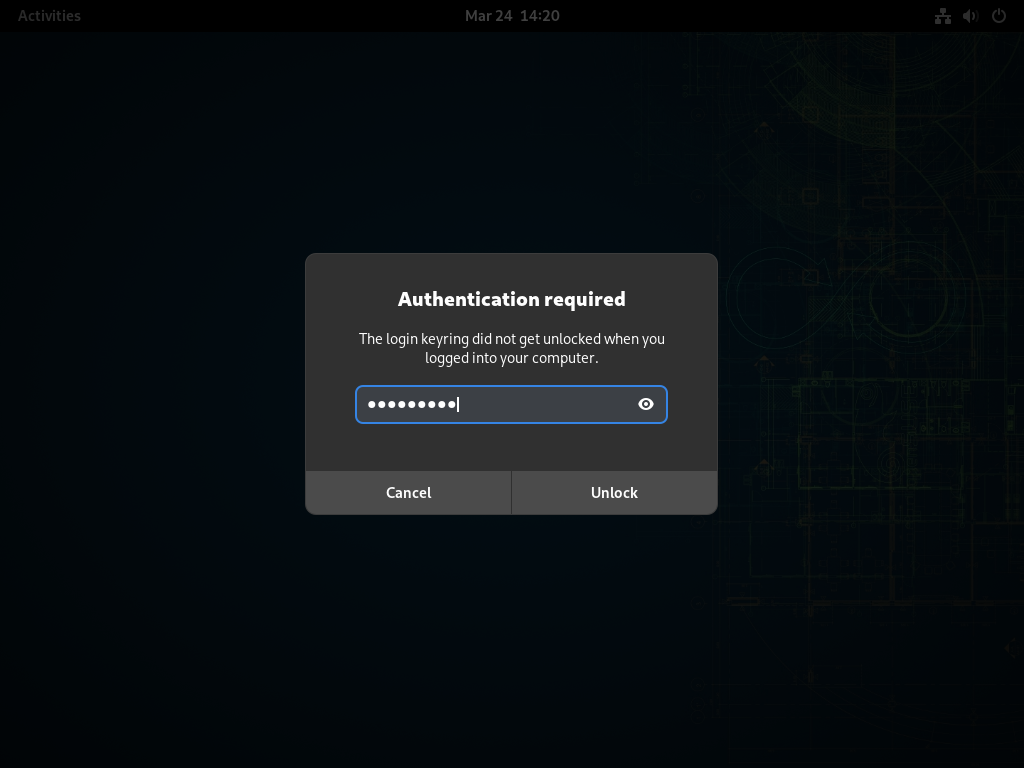 Activities
Mar 24 14:20
Authentication required
The login keyring did not get unlocked when you
logged into your computer.
●●●●●●●●●
Cancel
Unlock